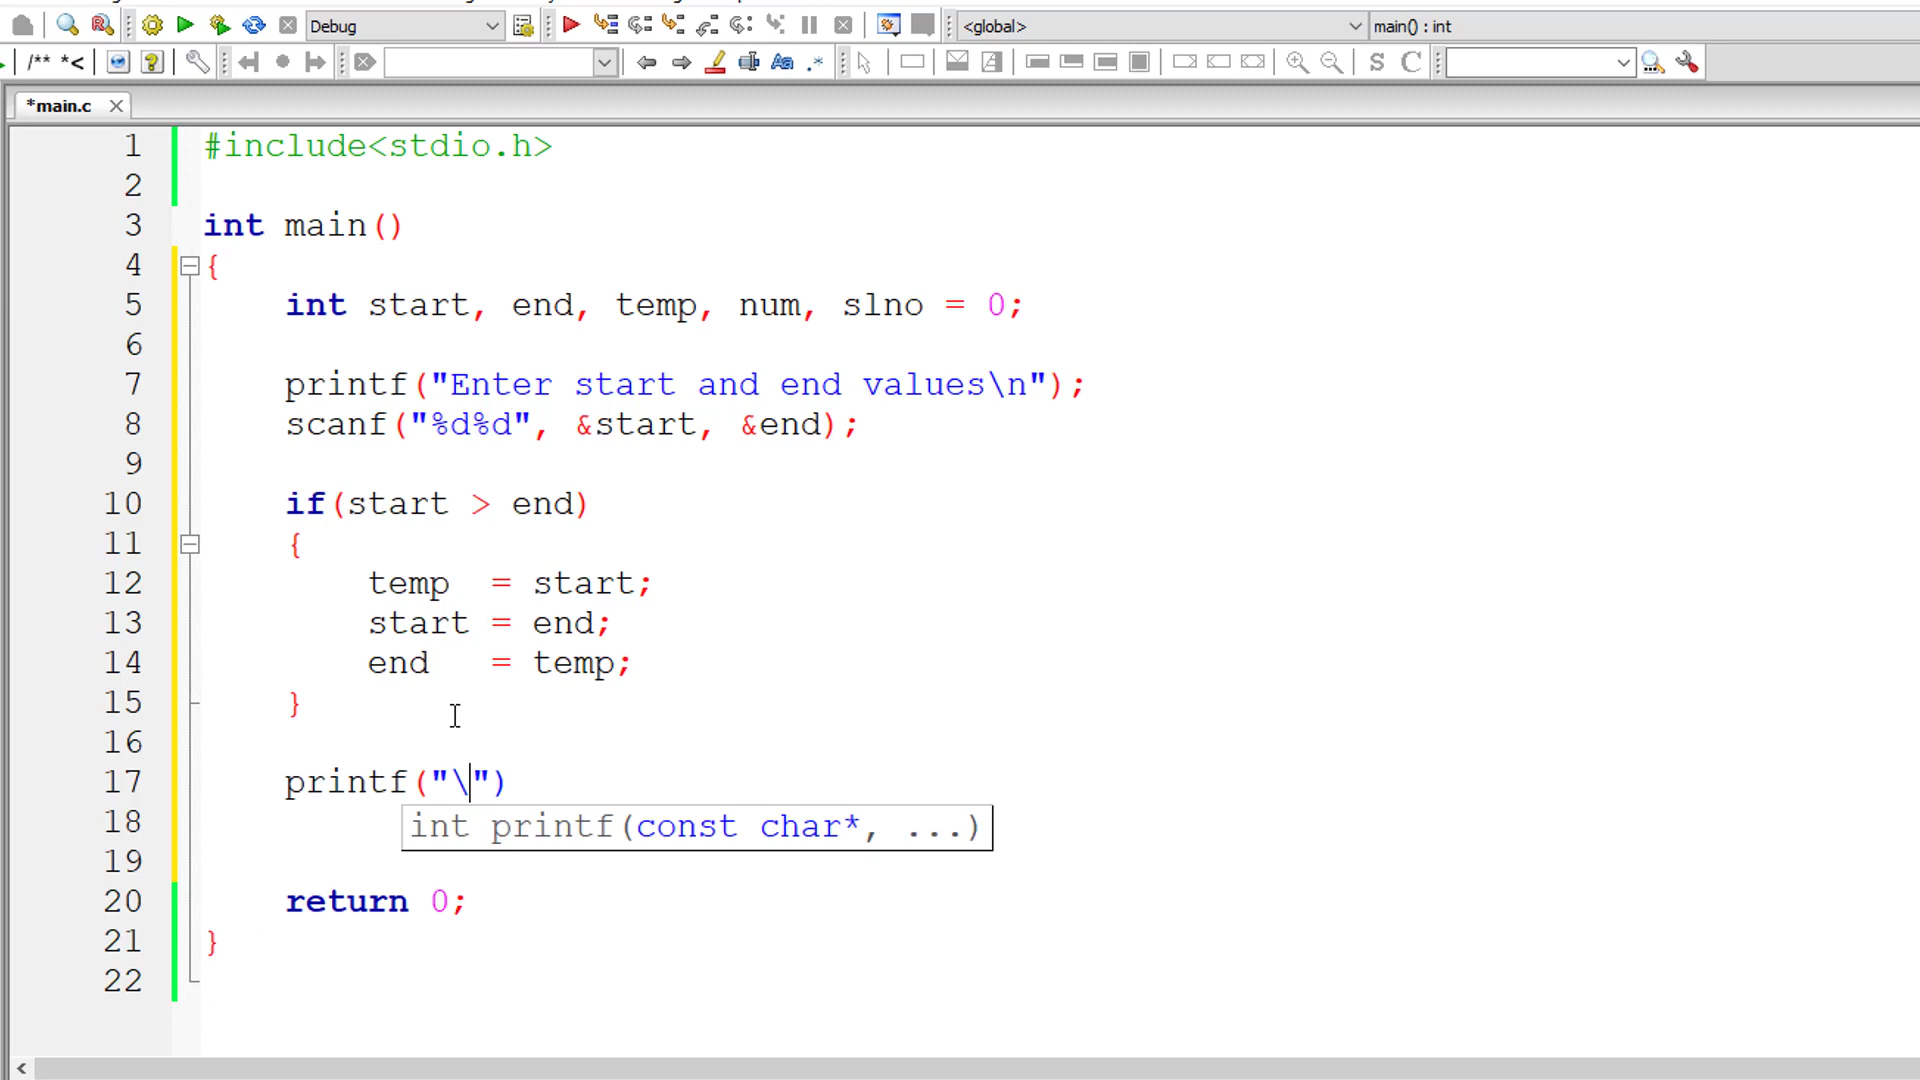 Debug
<global>
main() : int
/** *<
Aa
.*
S
C
*main.c
1 #include<stdio.h>
2
3 int main()
4 {
5 int start, end, temp, num, slno = 0;
6
7 printf("Enter start and end values\n");
8 scanf("%d%d", &start, &end);
9
10 if(start > end)
11 {
12 temp = start;
13 start = end;
14 end = temp;
15 }
16
17 printf("\")
18 int printf(const char*, ...)
19
20 return 0;
21 }
22